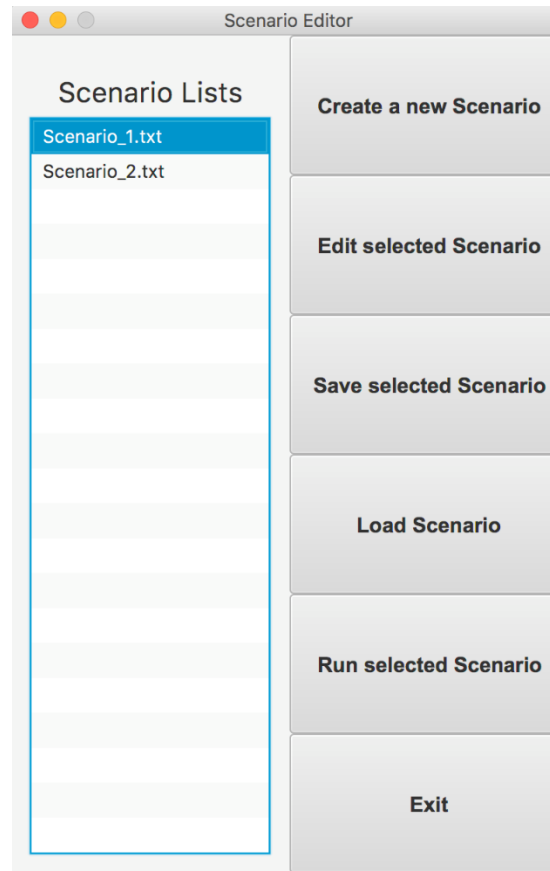 Scenario Editor
Scenario Lists
Scenario_1.txt
Scenario_2.txt
Create a new Scenario
Edit selected Scenario
Save selected Scenario
Load Scenario
Run selected Scenario
Exit